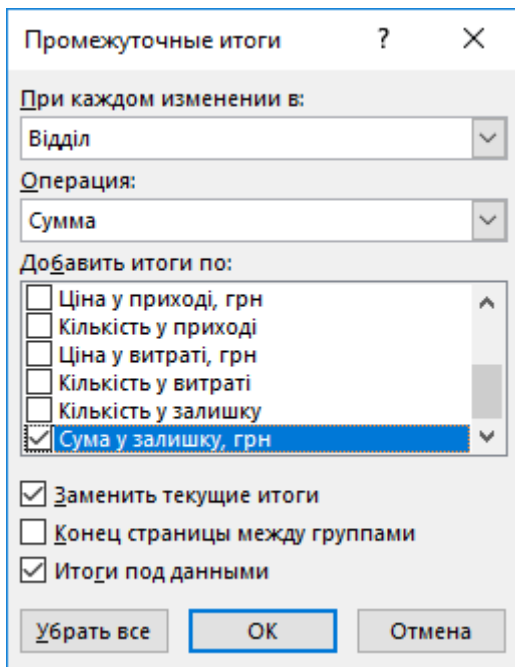 Промежуточные итоги ? ×
При каждом изменении в:
Відділ
Операция:
Сумма
Добавить итоги по:
Ціна у приході, грн
Кількість у приході
Ціна у витраті, грн
Кількість у витраті
Кількість у залишку
Сума у залишку, грн
Заменить текущие итоги
Конец страницы между группами
Итоги под данными
Убрать все ОК Отмена